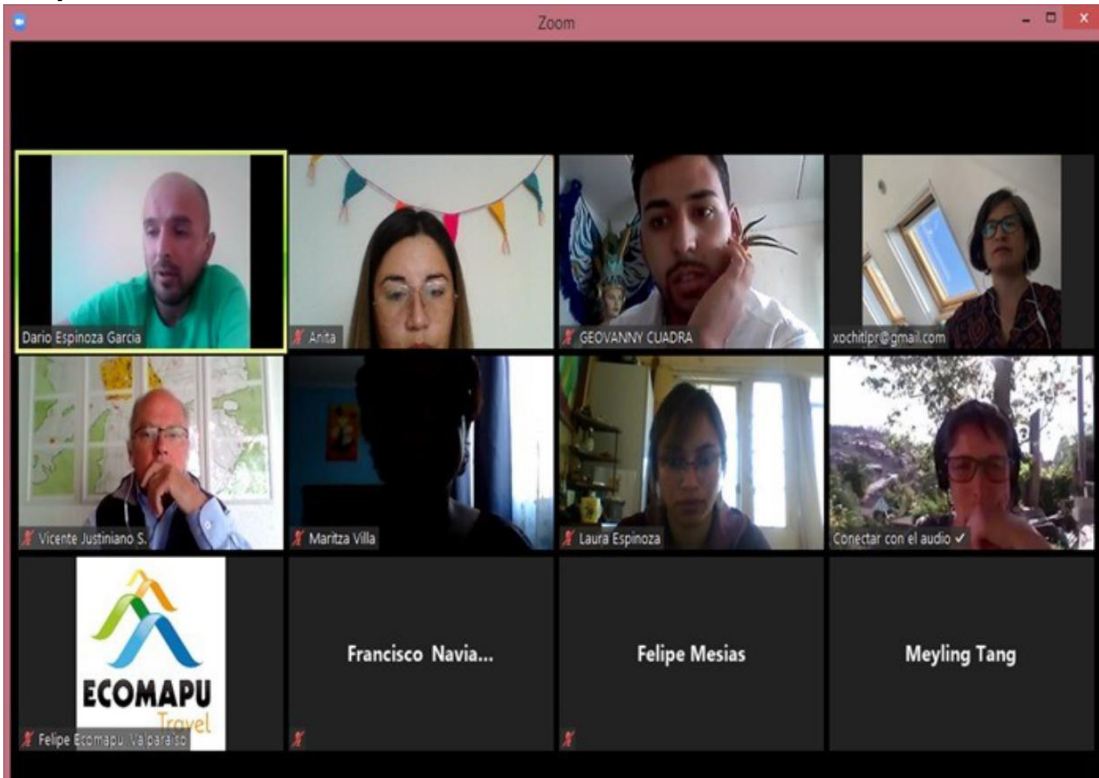 Zoom
Dario Espinoza Garcia
Anita
GEOVANNY CUADRA
xochitlpr@gmail.com
Vicente Justiniano S.
Maritza Villa
Laura Espinoza
Conectar con el audio ✓
ECOMAPU
Travel
Felipe Ecomapu Valparaíso
Francisco Navia...
Felipe Mesias
Meyling Tang